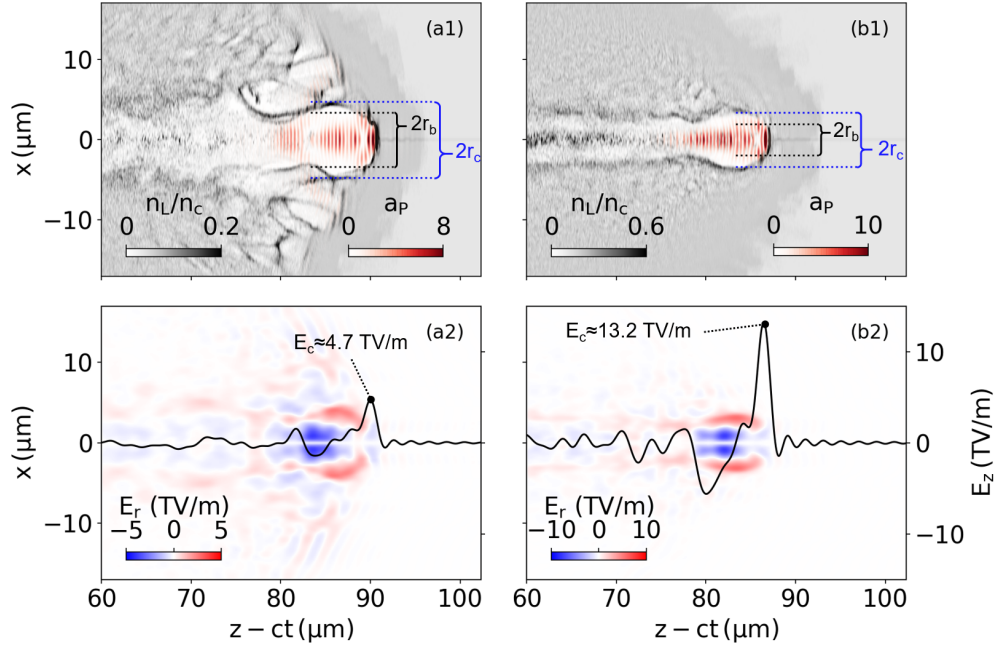 (a1)
(b1)
10
0
−10
x (μm)
2r_b
2r_c
2r_b
2r_c
n_L/n_c
a_P
n_L/n_c
a_P
0 0.2
0 8
0 0.6
0 10
E_c≈4.7 TV/m
(a2)
E_c≈13.2 TV/m
(b2)
10
0
−10
x (μm)
10
0
−10
E_z (TV/m)
E_r (TV/m)
−5 0 5
E_r (TV/m)
−10 0 10
60 70 80 90 100
60 70 80 90 100
z − ct (μm)
z − ct (μm)